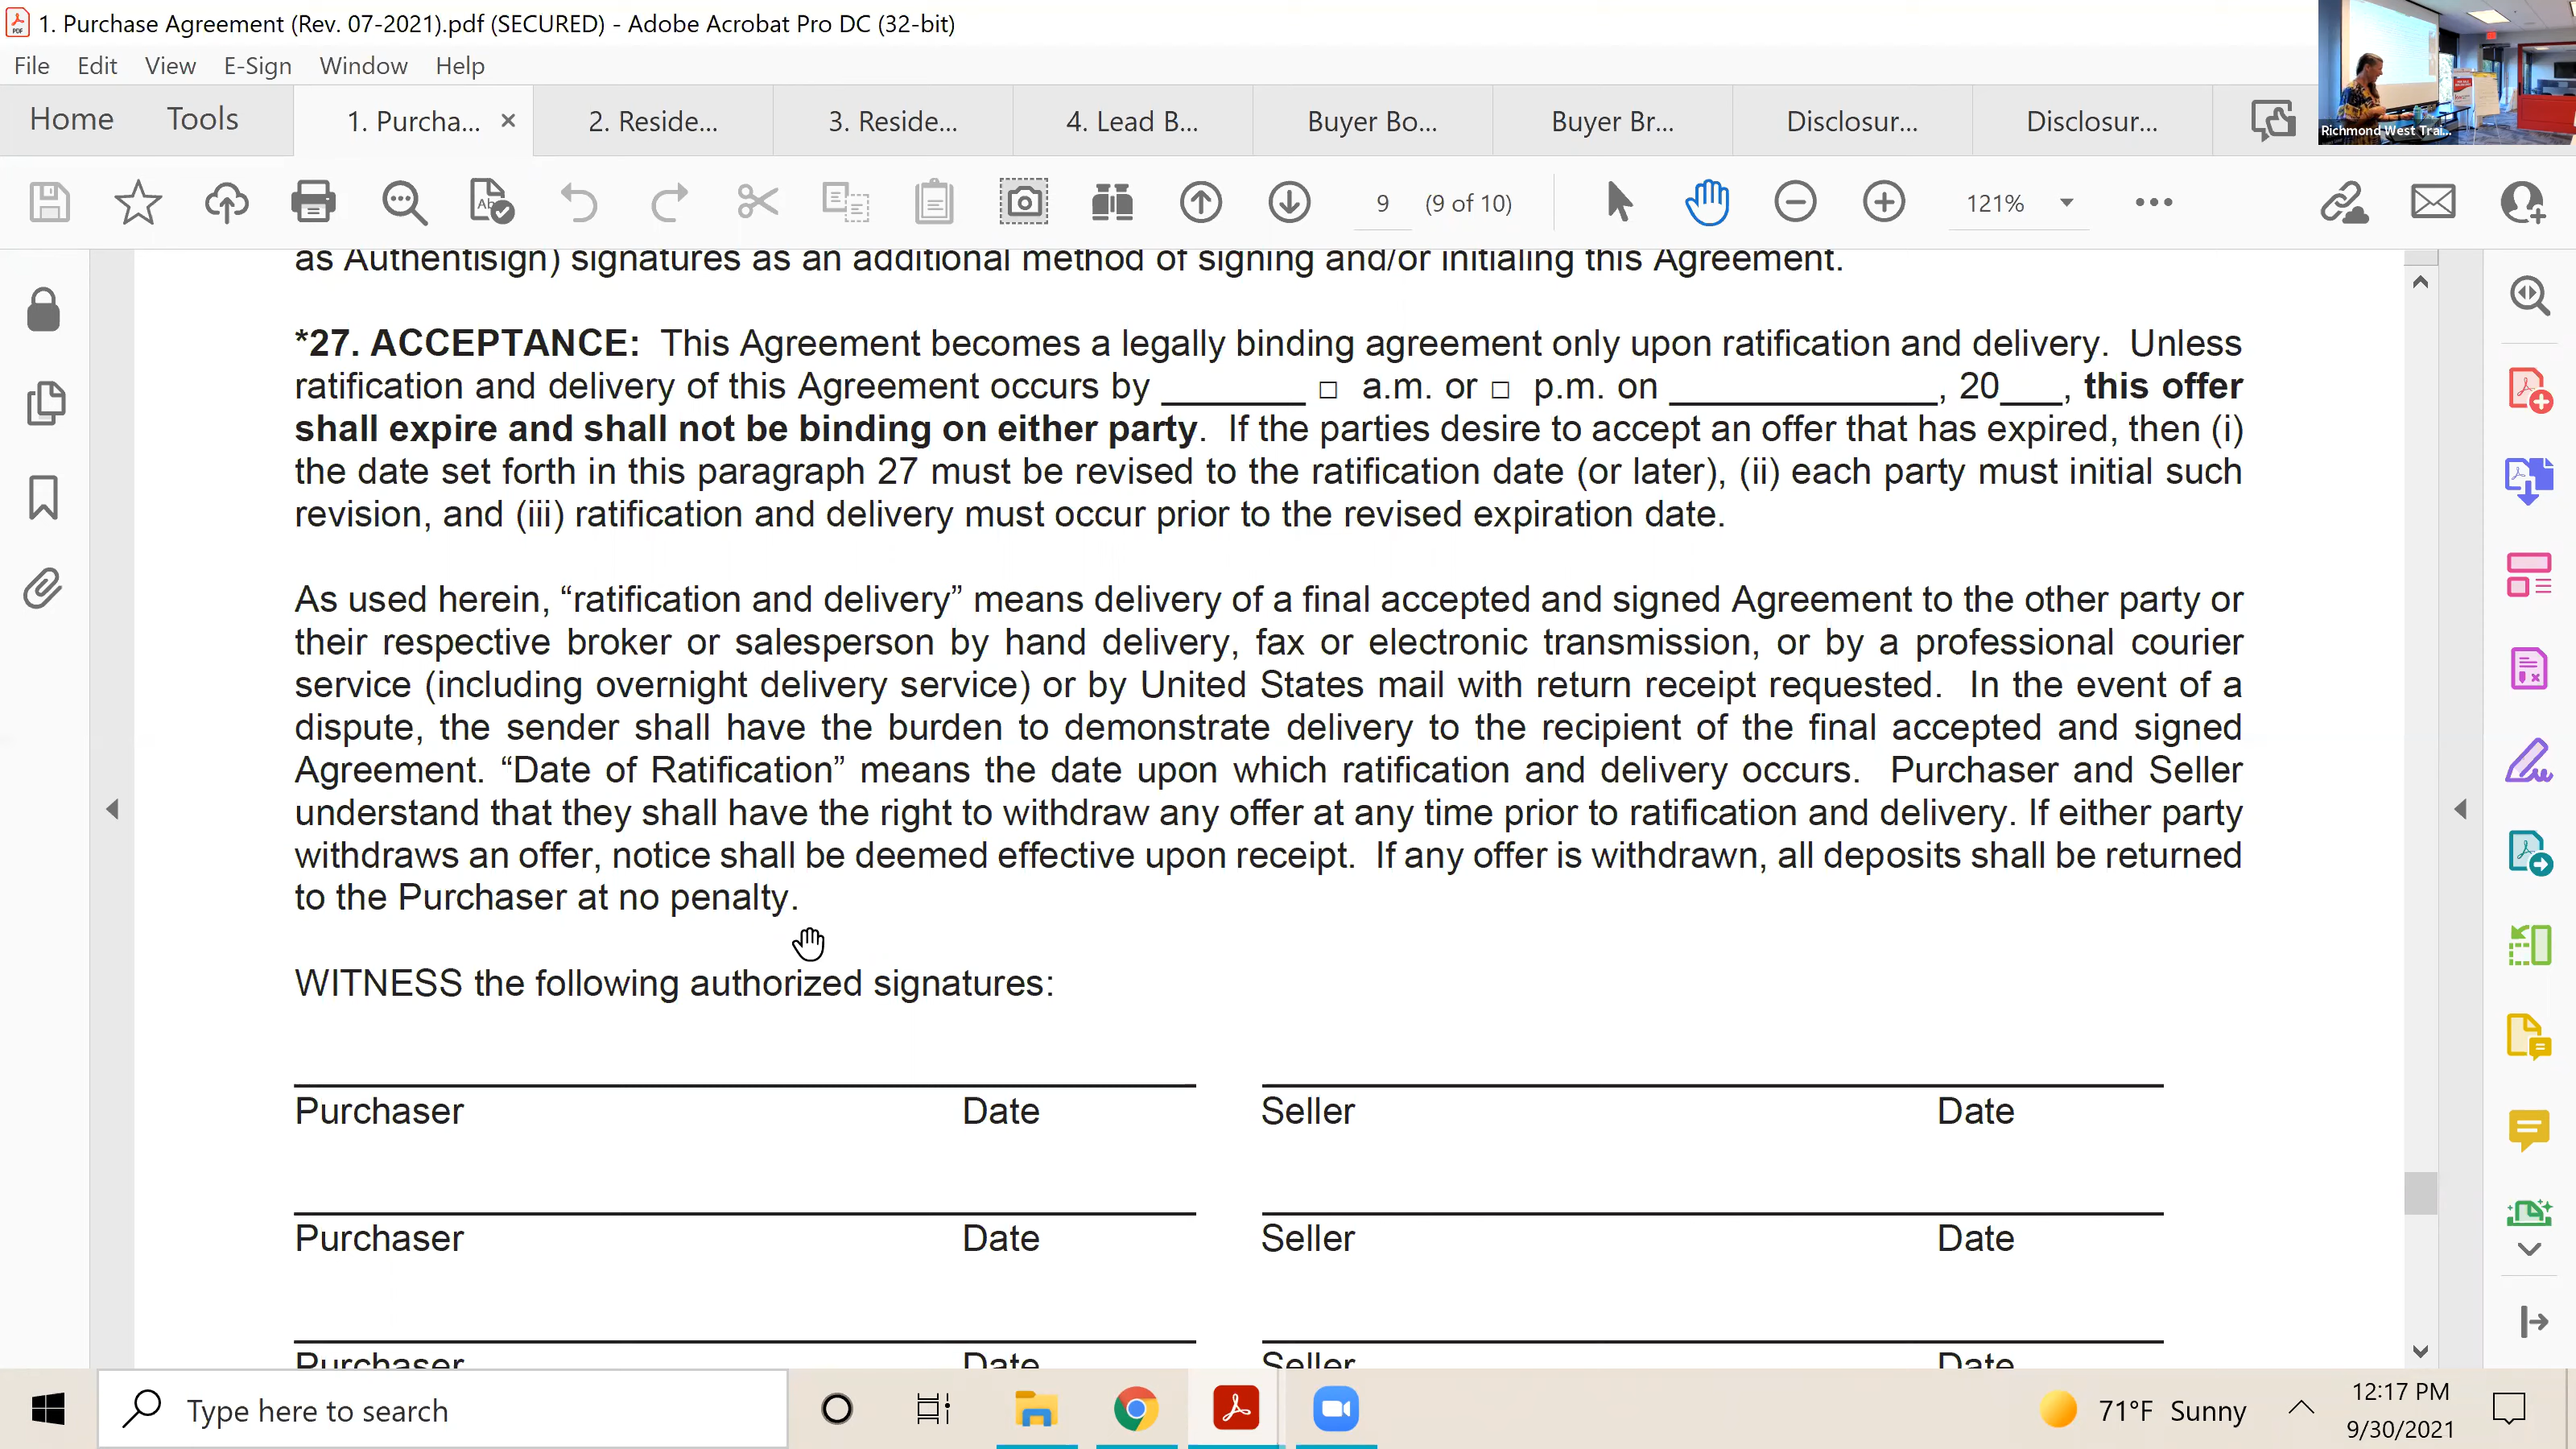 1. Purchase Agreement (Rev. 07-2021).pdf (SECURED) - Adobe Acrobat Pro DC (32-bit)
File Edit View E-Sign Window Help
Home Tools 1. Purcha... × 2. Reside... 3. Reside... 4. Lead B... Buyer Bo... Buyer Br... Disclosur... Disclosur...
Richmond West Trai...
9 (9 of 10) 121%
as Authentisign) signatures as an additional method of signing and/or initialing this Agreement.
*27. ACCEPTANCE: This Agreement becomes a legally binding agreement only upon ratification and delivery. Unless
ratification and delivery of this Agreement occurs by _______ □ a.m. or □ p.m. on _____________, 20___, this offer
shall expire and shall not be binding on either party. If the parties desire to accept an offer that has expired, then (i)
the date set forth in this paragraph 27 must be revised to the ratification date (or later), (ii) each party must initial such
revision, and (iii) ratification and delivery must occur prior to the revised expiration date.
As used herein, “ratification and delivery” means delivery of a final accepted and signed Agreement to the other party or
their respective broker or salesperson by hand delivery, fax or electronic transmission, or by a professional courier
service (including overnight delivery service) or by United States mail with return receipt requested. In the event of a
dispute, the sender shall have the burden to demonstrate delivery to the recipient of the final accepted and signed
Agreement. “Date of Ratification” means the date upon which ratification and delivery occurs. Purchaser and Seller
understand that they shall have the right to withdraw any offer at any time prior to ratification and delivery. If either party
withdraws an offer, notice shall be deemed effective upon receipt. If any offer is withdrawn, all deposits shall be returned
to the Purchaser at no penalty.
WITNESS the following authorized signatures:
Purchaser Date Seller Date
Purchaser Date Seller Date
Purchaser Date Seller Date
Type here to search
71°F Sunny
12:17 PM
9/30/2021